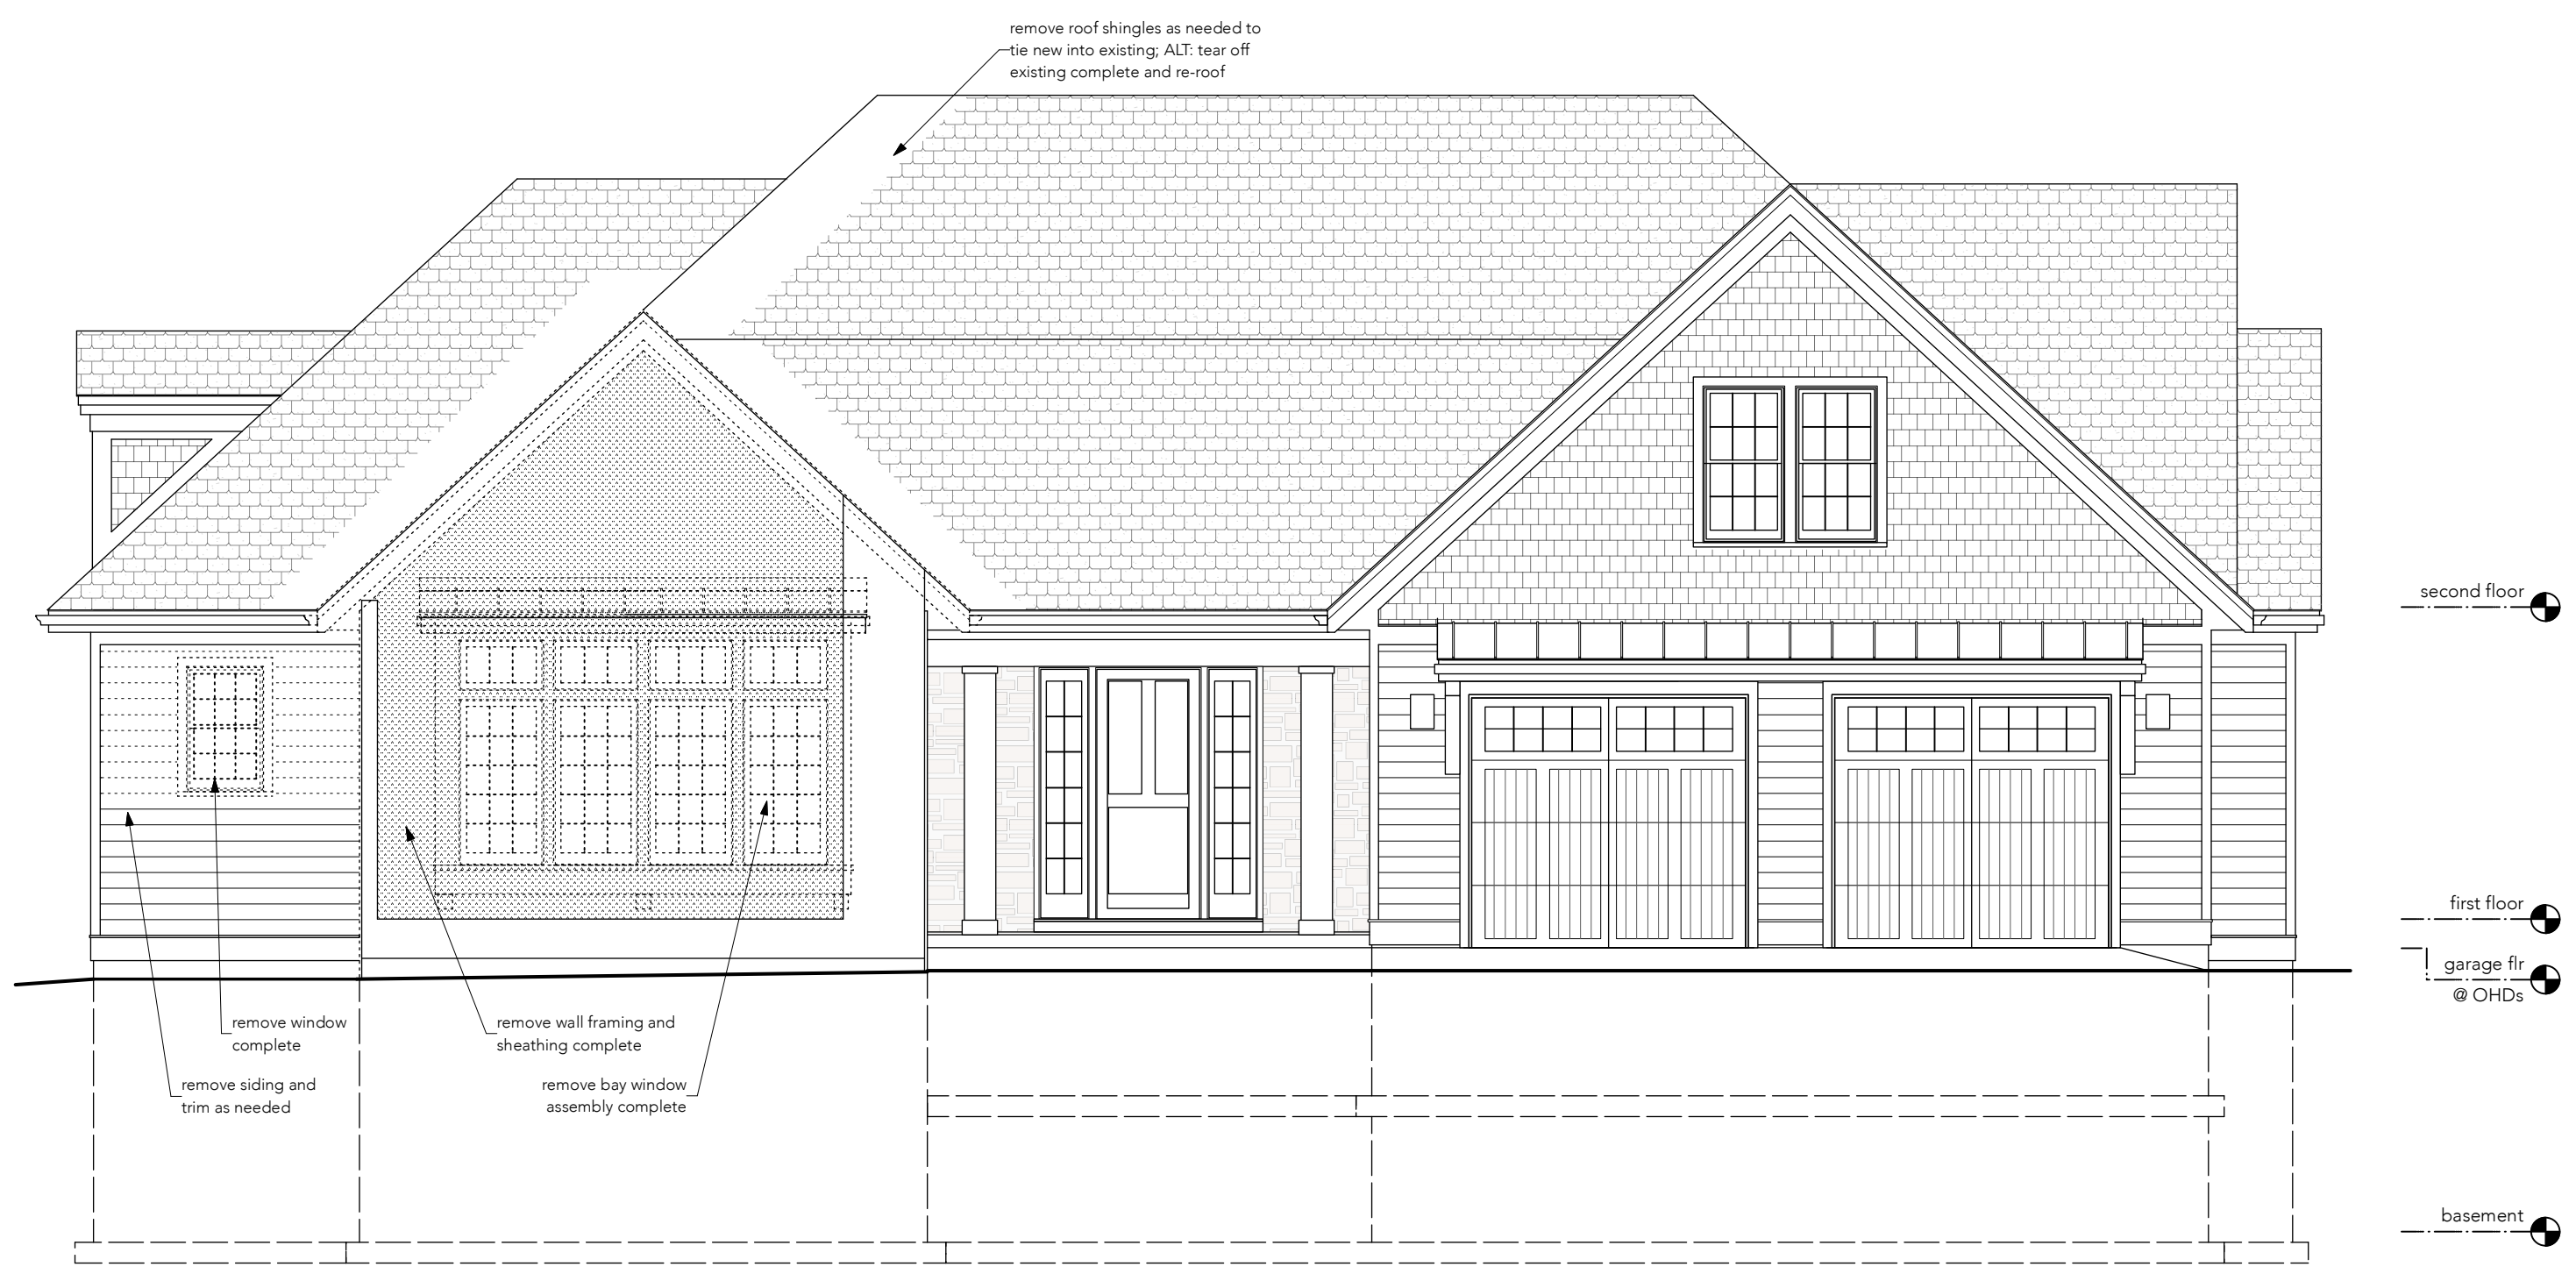 remove roof shingles as needed to
tie new into existing; ALT: tear off
existing complete and re-roof
second floor
first floor
garage flr
@ OHDs
remove window
complete
remove wall framing and
sheathing complete
remove siding and
trim as needed
remove bay window
assembly complete
basement